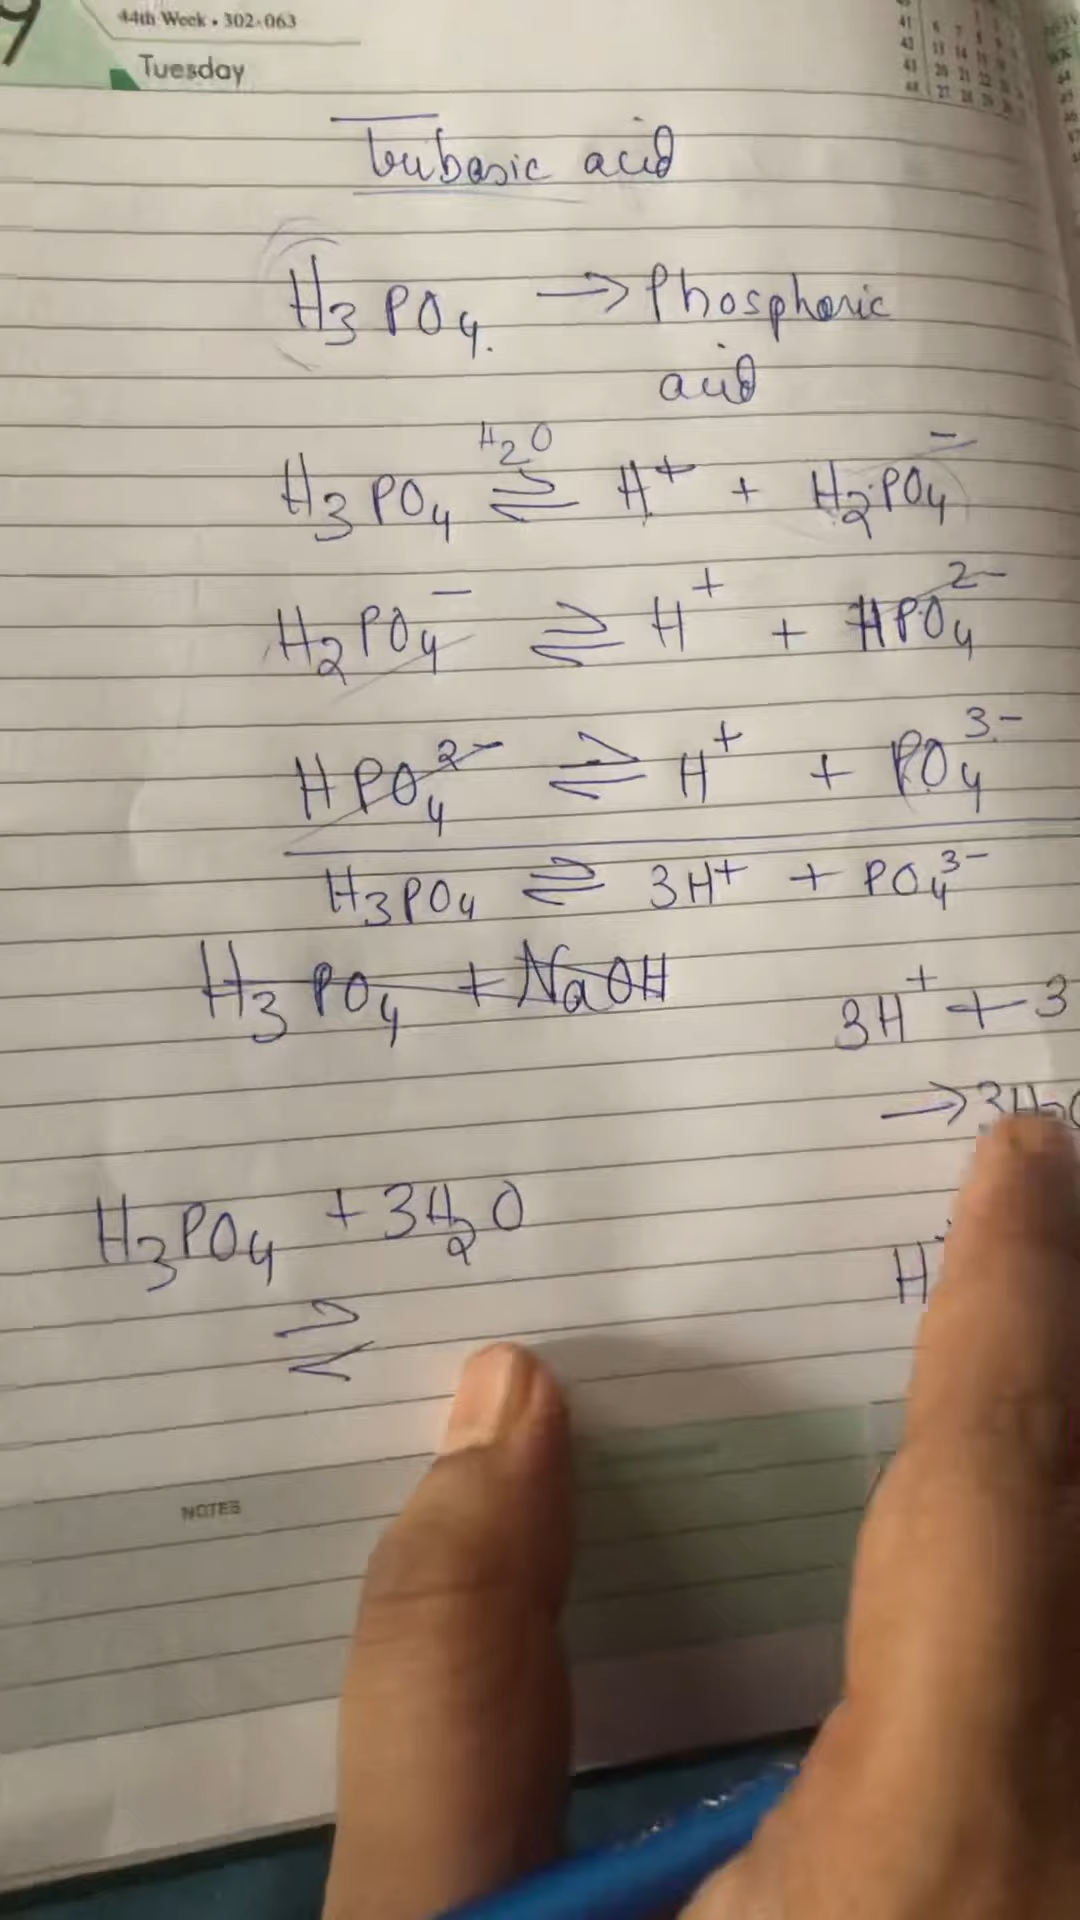 44th Week • 302-063
Tuesday
Tribasic acid
H3PO4 → Phosphoric
acid
H2O
H3PO4 ⇌ H+ + H2PO4-
H2PO4- ⇌ H+ + HPO4 2-
HPO4 2- ⇌ H+ + PO4 3-
H3PO4 ⇌ 3H+ + PO4 3-
H3PO4 + NaOH
3H+ + 3
→ 3H2O
H3PO4 + 3H2O
H+
⇌
NOTES